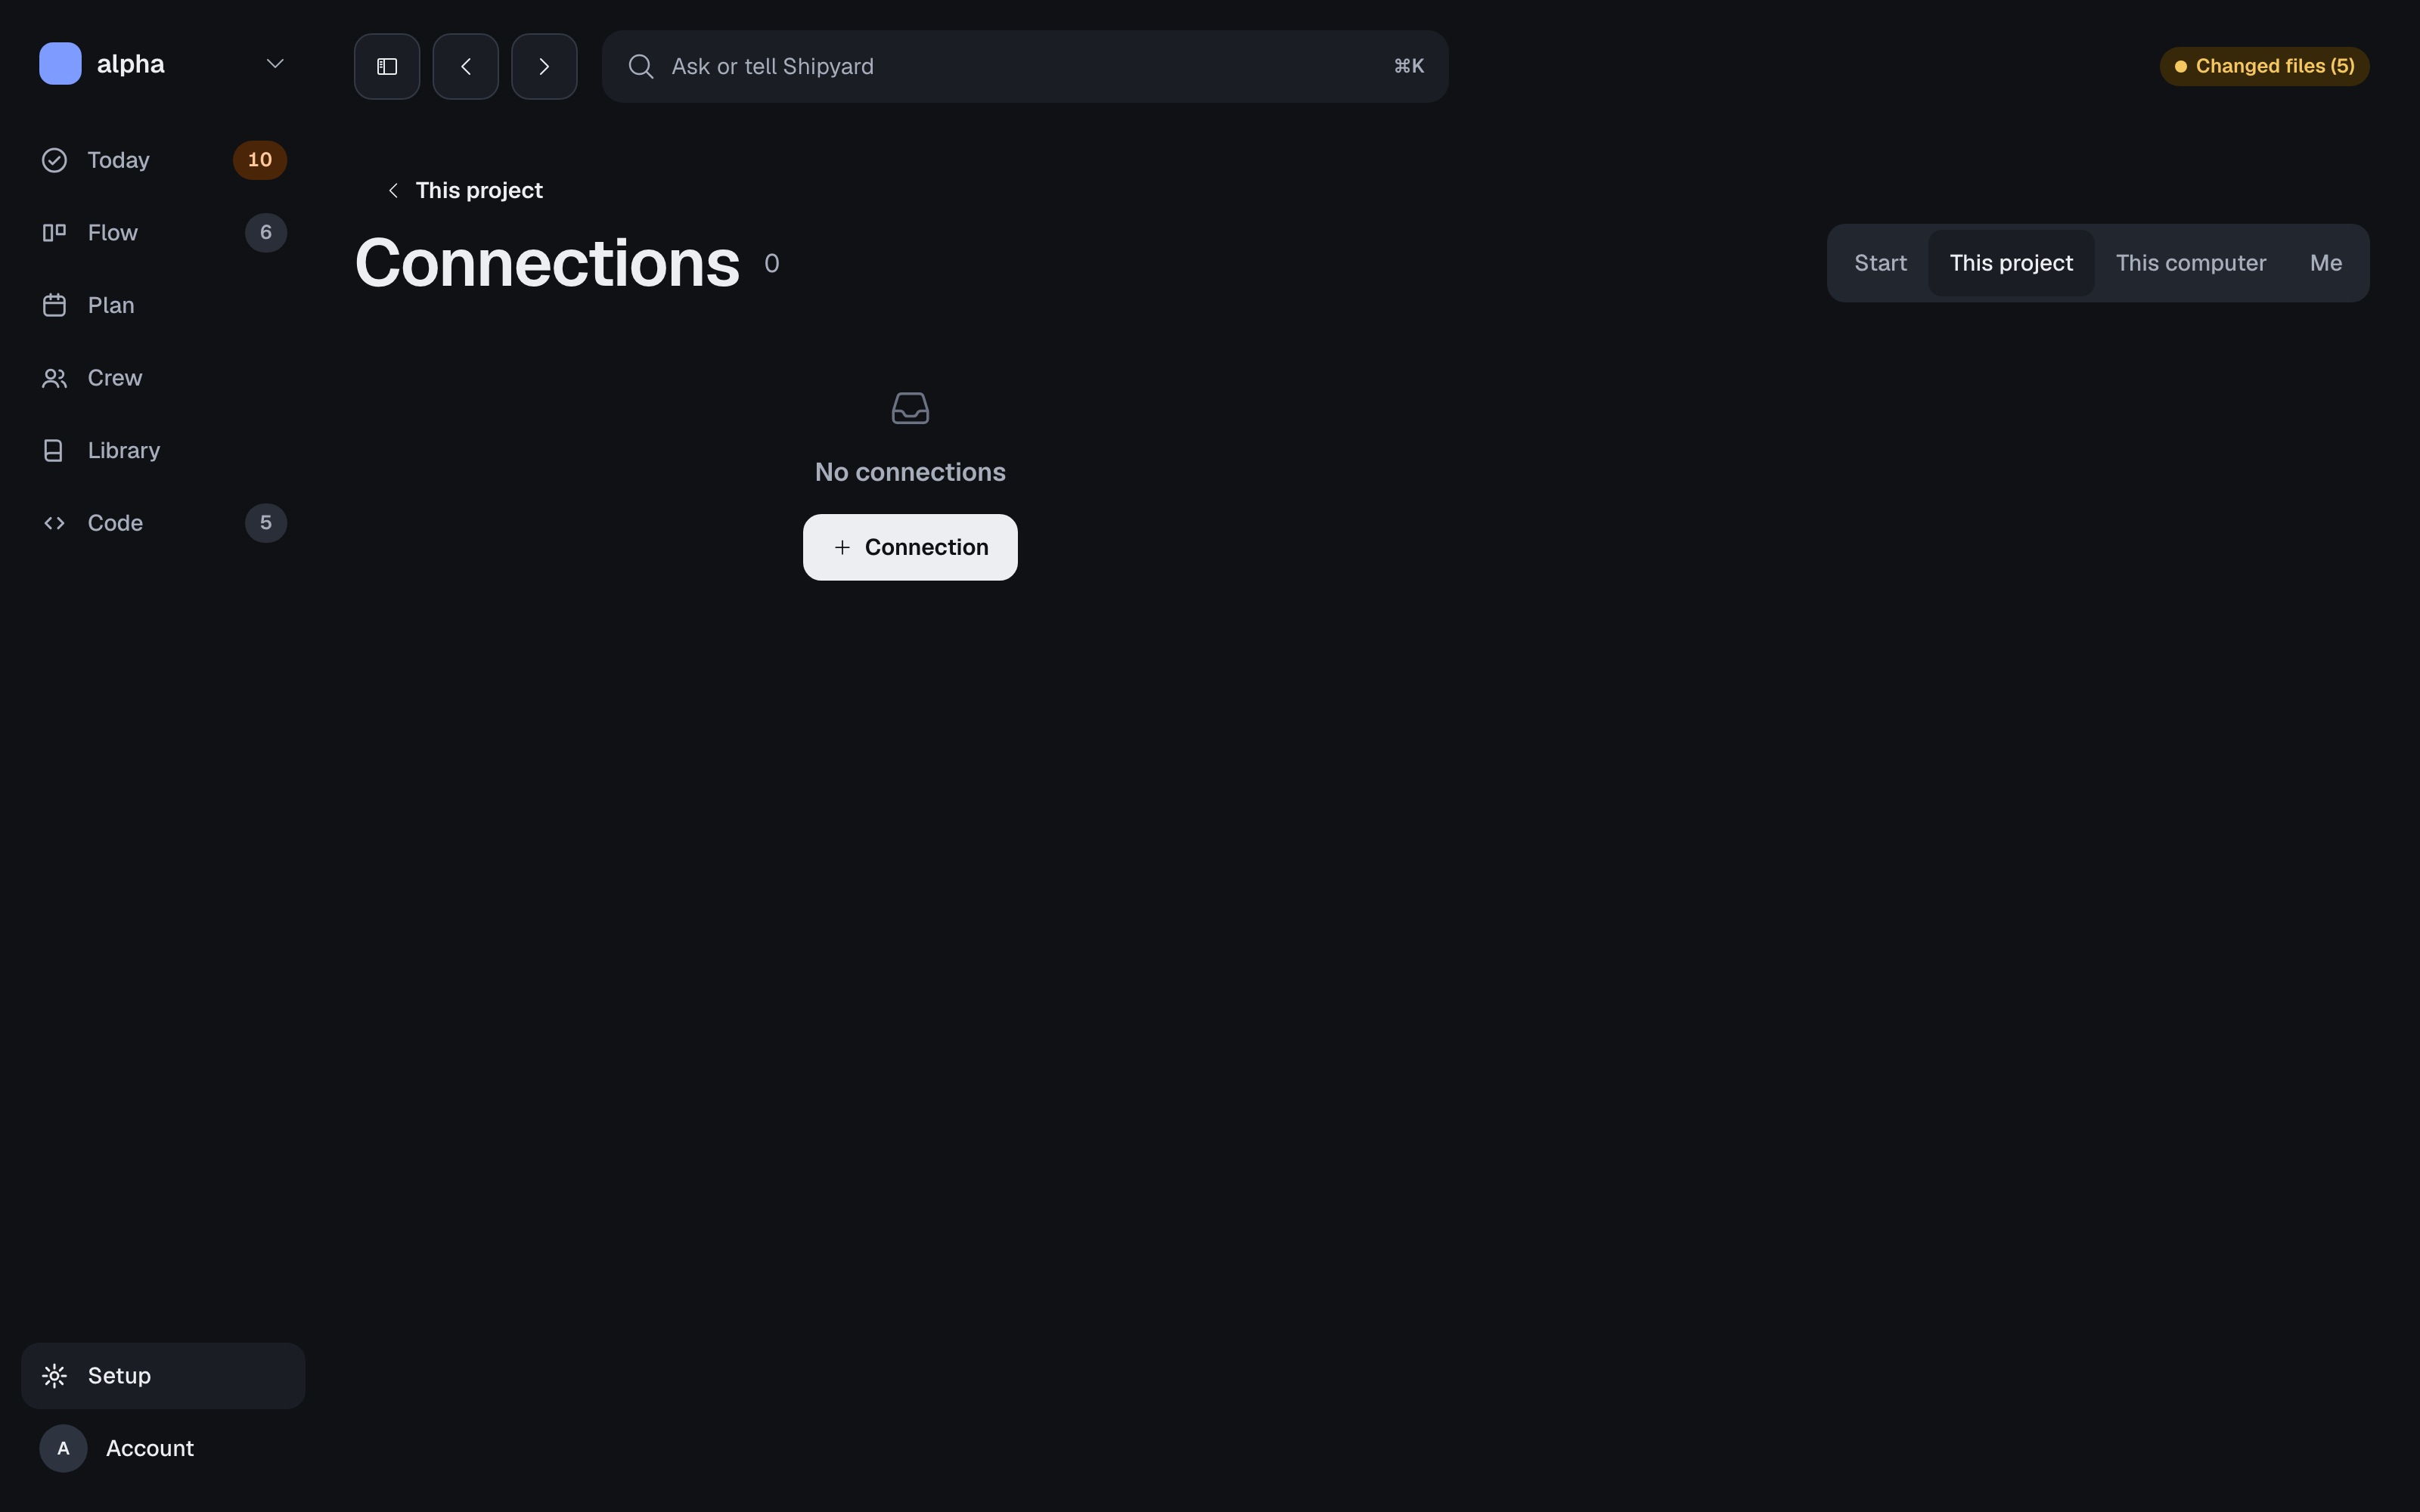 alpha
Ask or tell Shipyard ⌘K
Changed files (5)
Today 10
Flow 6
Plan
Crew
Library
Code 5
This project
Connections 0
Start This project This computer Me
No connections
+ Connection
Setup
A Account